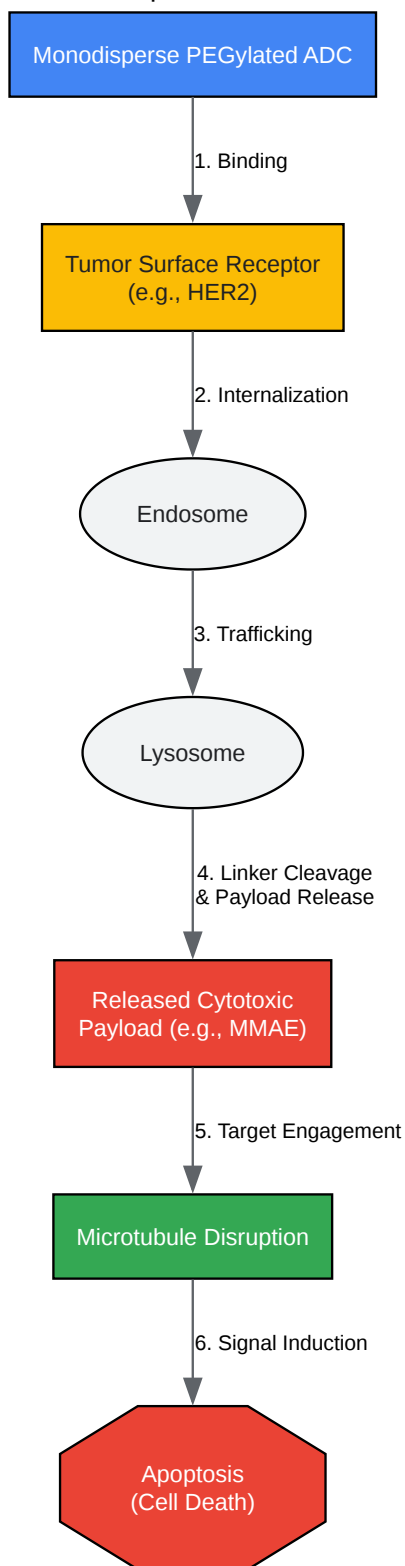 Monodisperse PEGylated ADC
1. Binding
Tumor Surface Receptor
(e.g., HER2)
2. Internalization
Endosome
3. Trafficking
Lysosome
4. Linker Cleavage
& Payload Release
Released Cytotoxic
Payload (e.g., MMAE)
5. Target Engagement
Microtubule Disruption
6. Signal Induction
Apoptosis
(Cell Death)